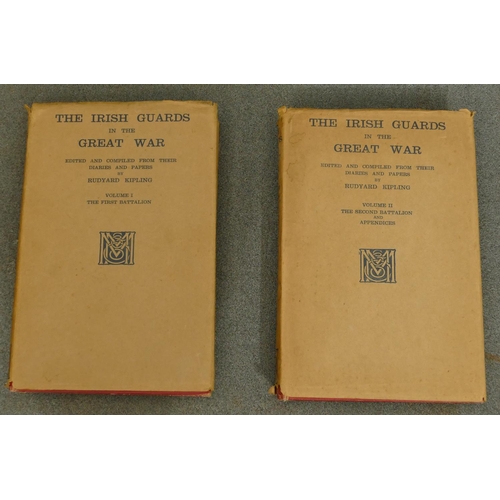 THE IRISH GUARDS
IN THE
GREAT WAR
EDITED AND COMPILED FROM THEIR
DIARIES AND PAPERS
BY
RUDYARD KIPLING
VOLUME I
THE FIRST BATTALION
THE IRISH GUARDS
IN THE
GREAT WAR
EDITED AND COMPILED FROM THEIR
DIARIES AND PAPERS
BY
RUDYARD KIPLING
VOLUME II
THE SECOND BATTALION
AND
APPENDICES